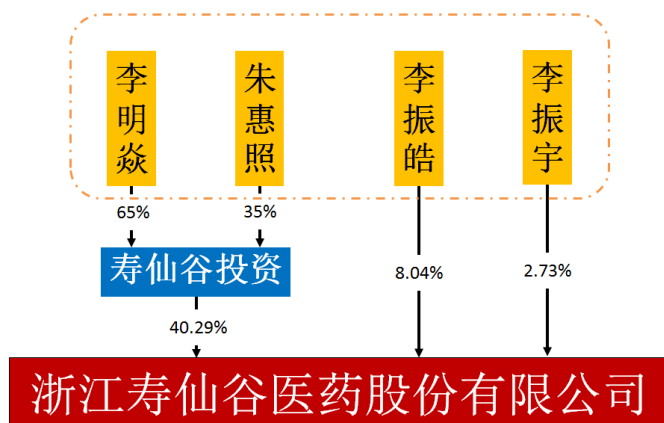 李明焱
朱惠照
李振皓
李振宇
65%
35%
寿仙谷投资
8.04%
2.73%
40.29%
浙江寿仙谷医药股份有限公司